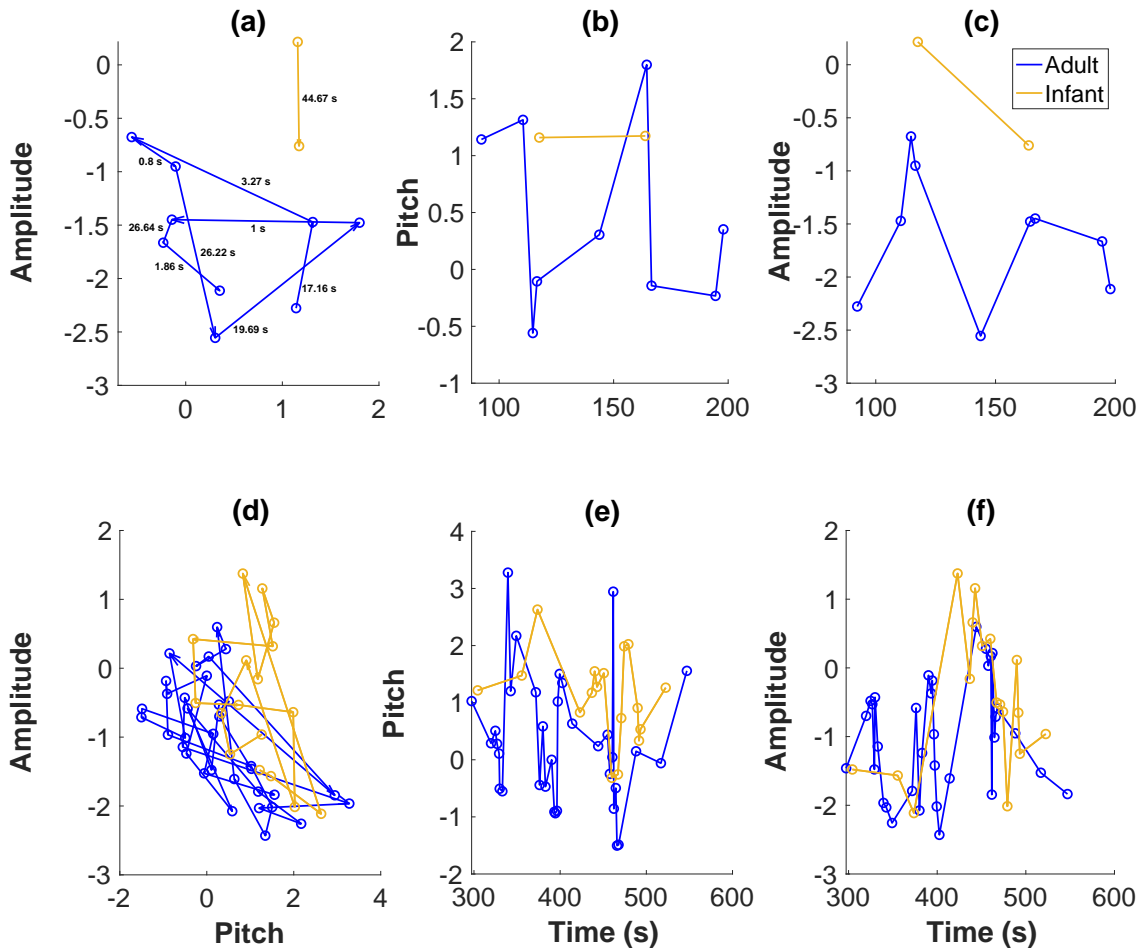 (a)
Amplitude
0
-0.5
-1
-1.5
-2
-2.5
-3
0
1
2
44.67 s
0.8 s
3.27 s
26.64 s
1 s
26.22 s
1.86 s
17.16 s
19.69 s
(b)
Pitch
2
1.5
1
0.5
0
-0.5
-1
100
150
200
(c)
Amplitude
0
-0.5
-1
-1.5
-2
-2.5
-3
100
150
200
Adult
Infant
(d)
Amplitude
2
1
0
-1
-2
-3
-2
0
2
4
Pitch
(e)
Pitch
4
3
2
1
0
-1
-2
300
400
500
600
Time (s)
(f)
Amplitude
2
1
0
-1
-2
-3
300
400
500
600
Time (s)